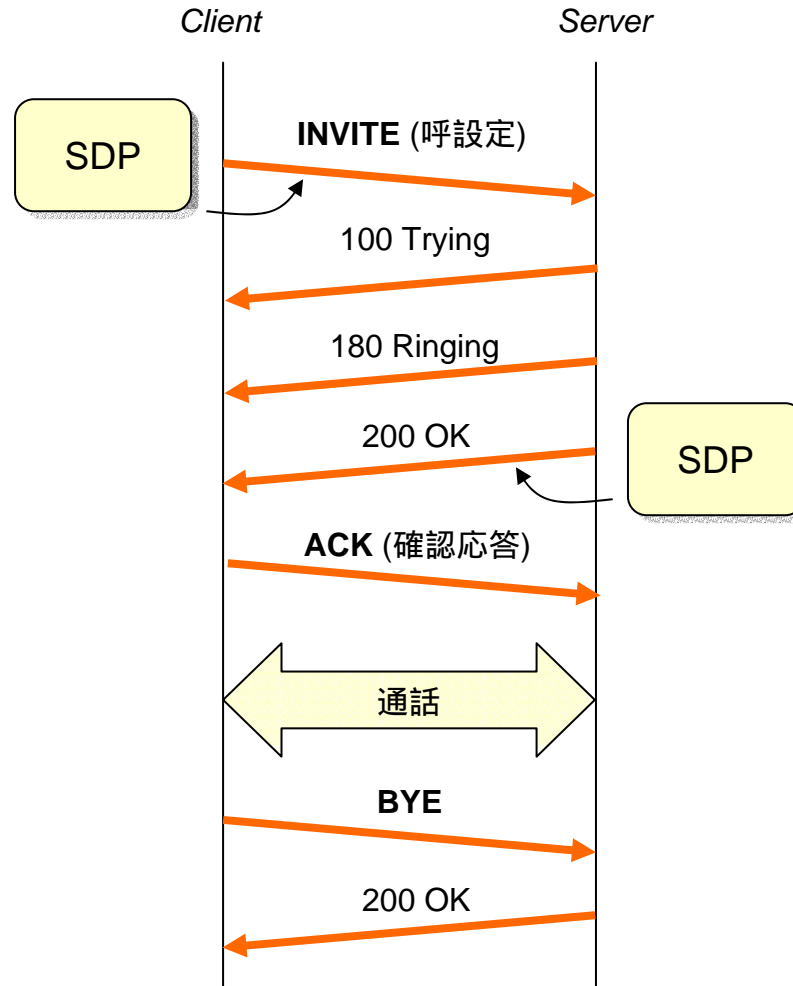 Client
Server
SDP
INVITE (呼設定)
100 Trying
180 Ringing
200 OK
SDP
ACK (確認応答)
通話
BYE
200 OK